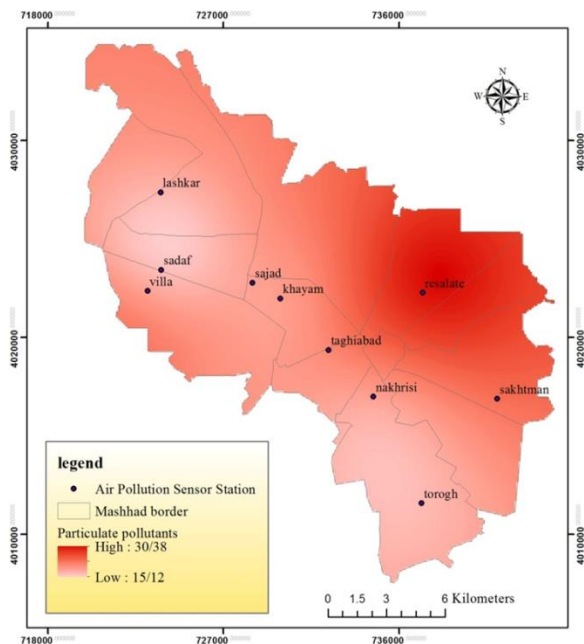 718000
727000
736000
4030000
4030000
N
W
E
S
lashkar
sadaf
villa
sajad
khayam
resalate
4020000
4020000
taghiabad
nakhrisi
sakhtman
torogh
legend
Air Pollution Sensor Station
Mashhad border
Particulate pollutants
High : 30/38
Low : 15/12
4010000
4010000
0 1.5 3 6 Kilometers
718000
727000
736000